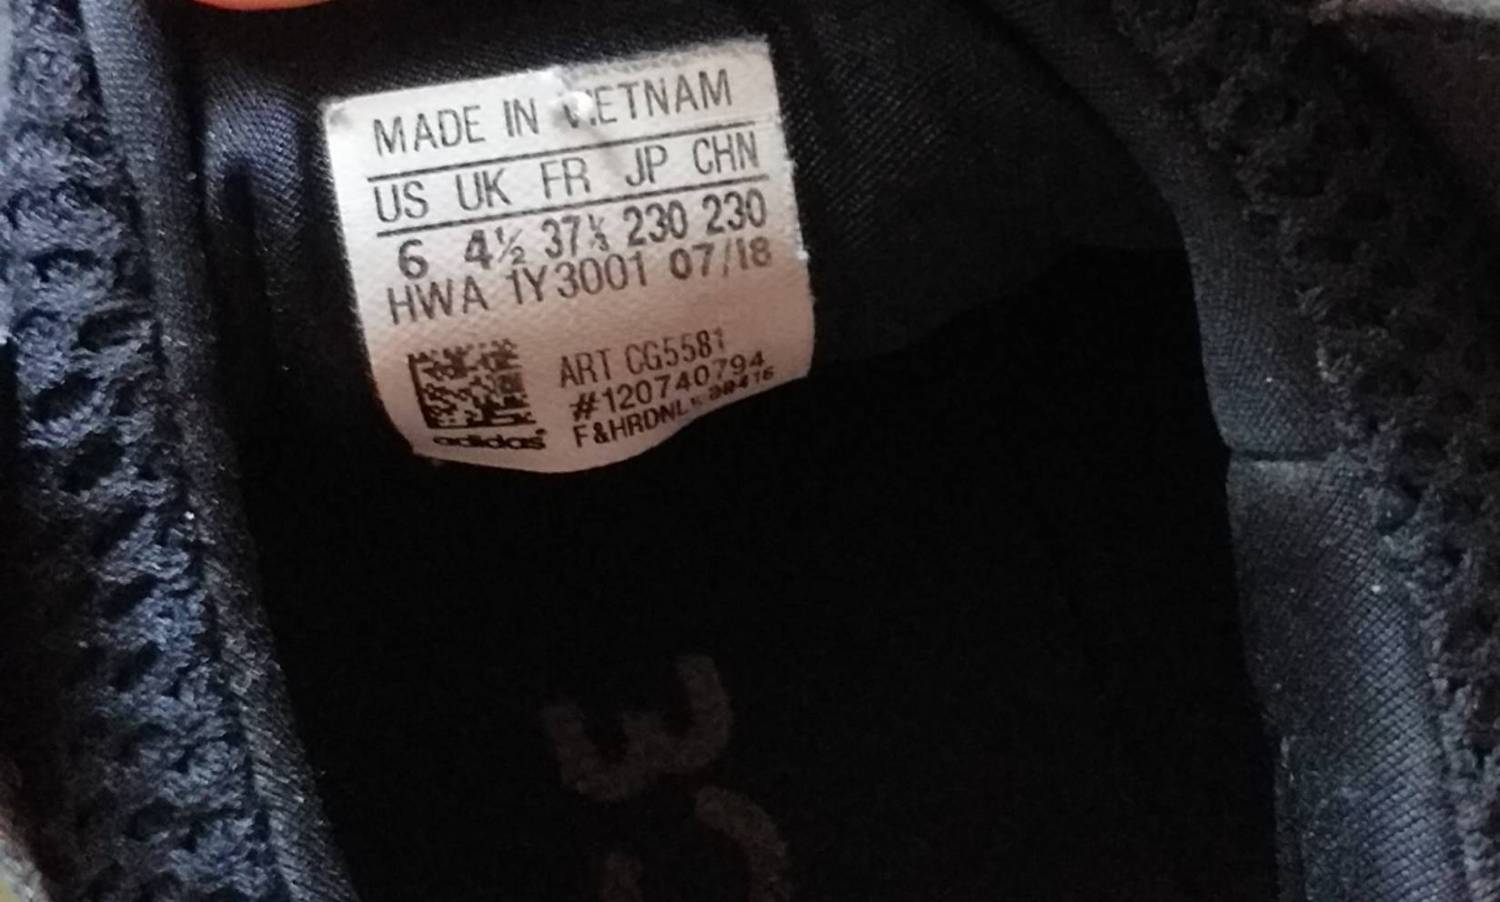 MADE IN VIETNAM
US UK FR JP CHN
6 4½ 37⅓ 230 230
HWA 1Y3001 07/18
ART CG5581
#120740794
F&HRDNL
adidas